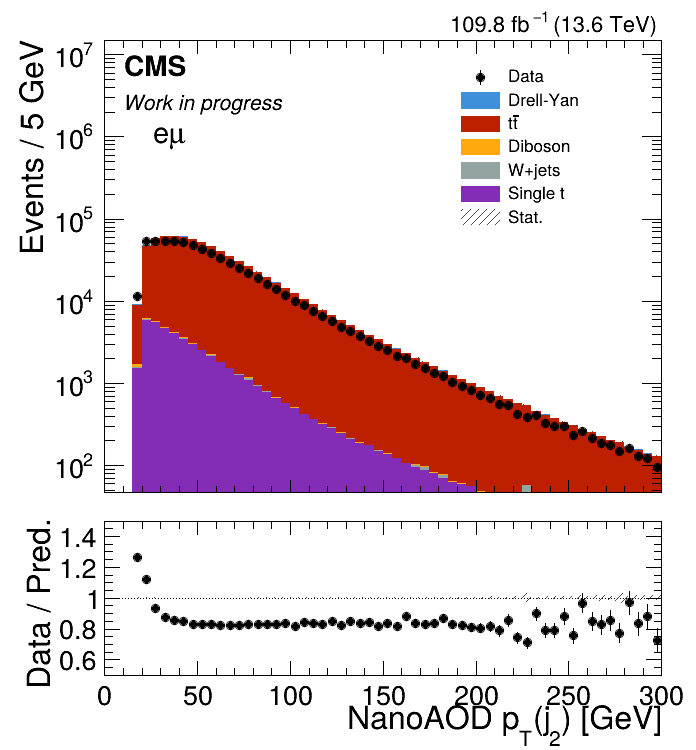 109.8 fb⁻¹ (13.6 TeV)
CMS
Work in progress
eμ
Data
Drell-Yan
tt̅
Diboson
W+jets
Single t
Stat.
Events / 5 GeV
10⁷
10⁶
10⁵
10⁴
10³
10²
Data / Pred.
1.4
1.2
1
0.8
0.6
0 50 100 150 200 250 300
NanoAOD p_T(j₂) [GeV]